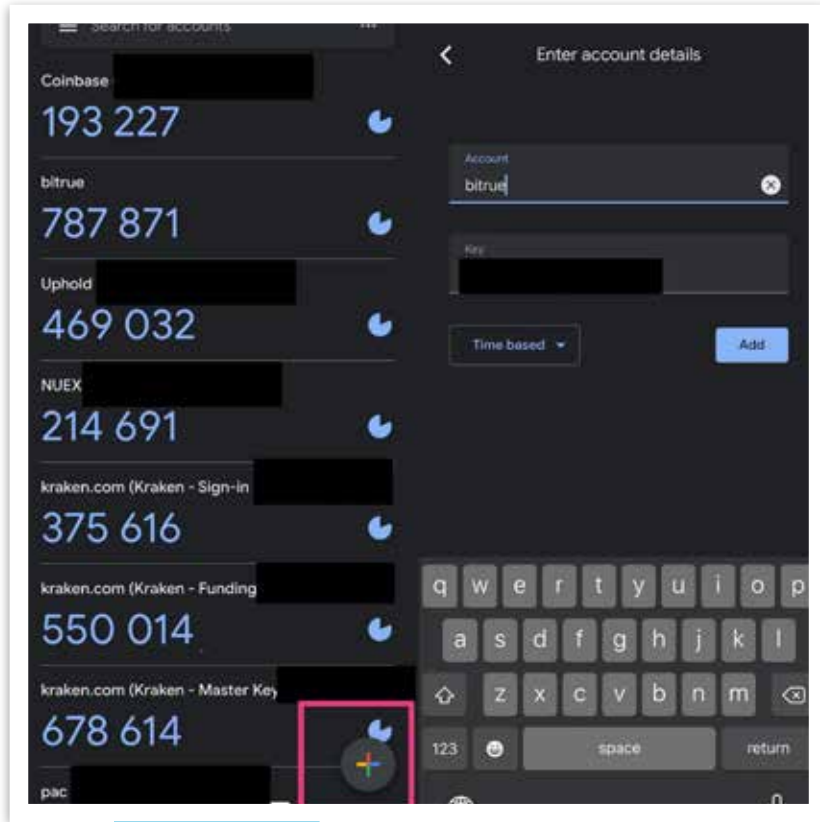 Search for accounts
Coinbase
193 227
bitrue
787 871
Uphold
469 032
NUEX
214 691
kraken.com (Kraken - Sign-in
375 616
kraken.com (Kraken - Funding
550 014
kraken.com (Kraken - Master Key
678 614
pac
Enter account details
Account
bitrue
Key
Time based
Add
q w e r t y u i o p
a s d f g h j k l
z x c v b n m
123 space return